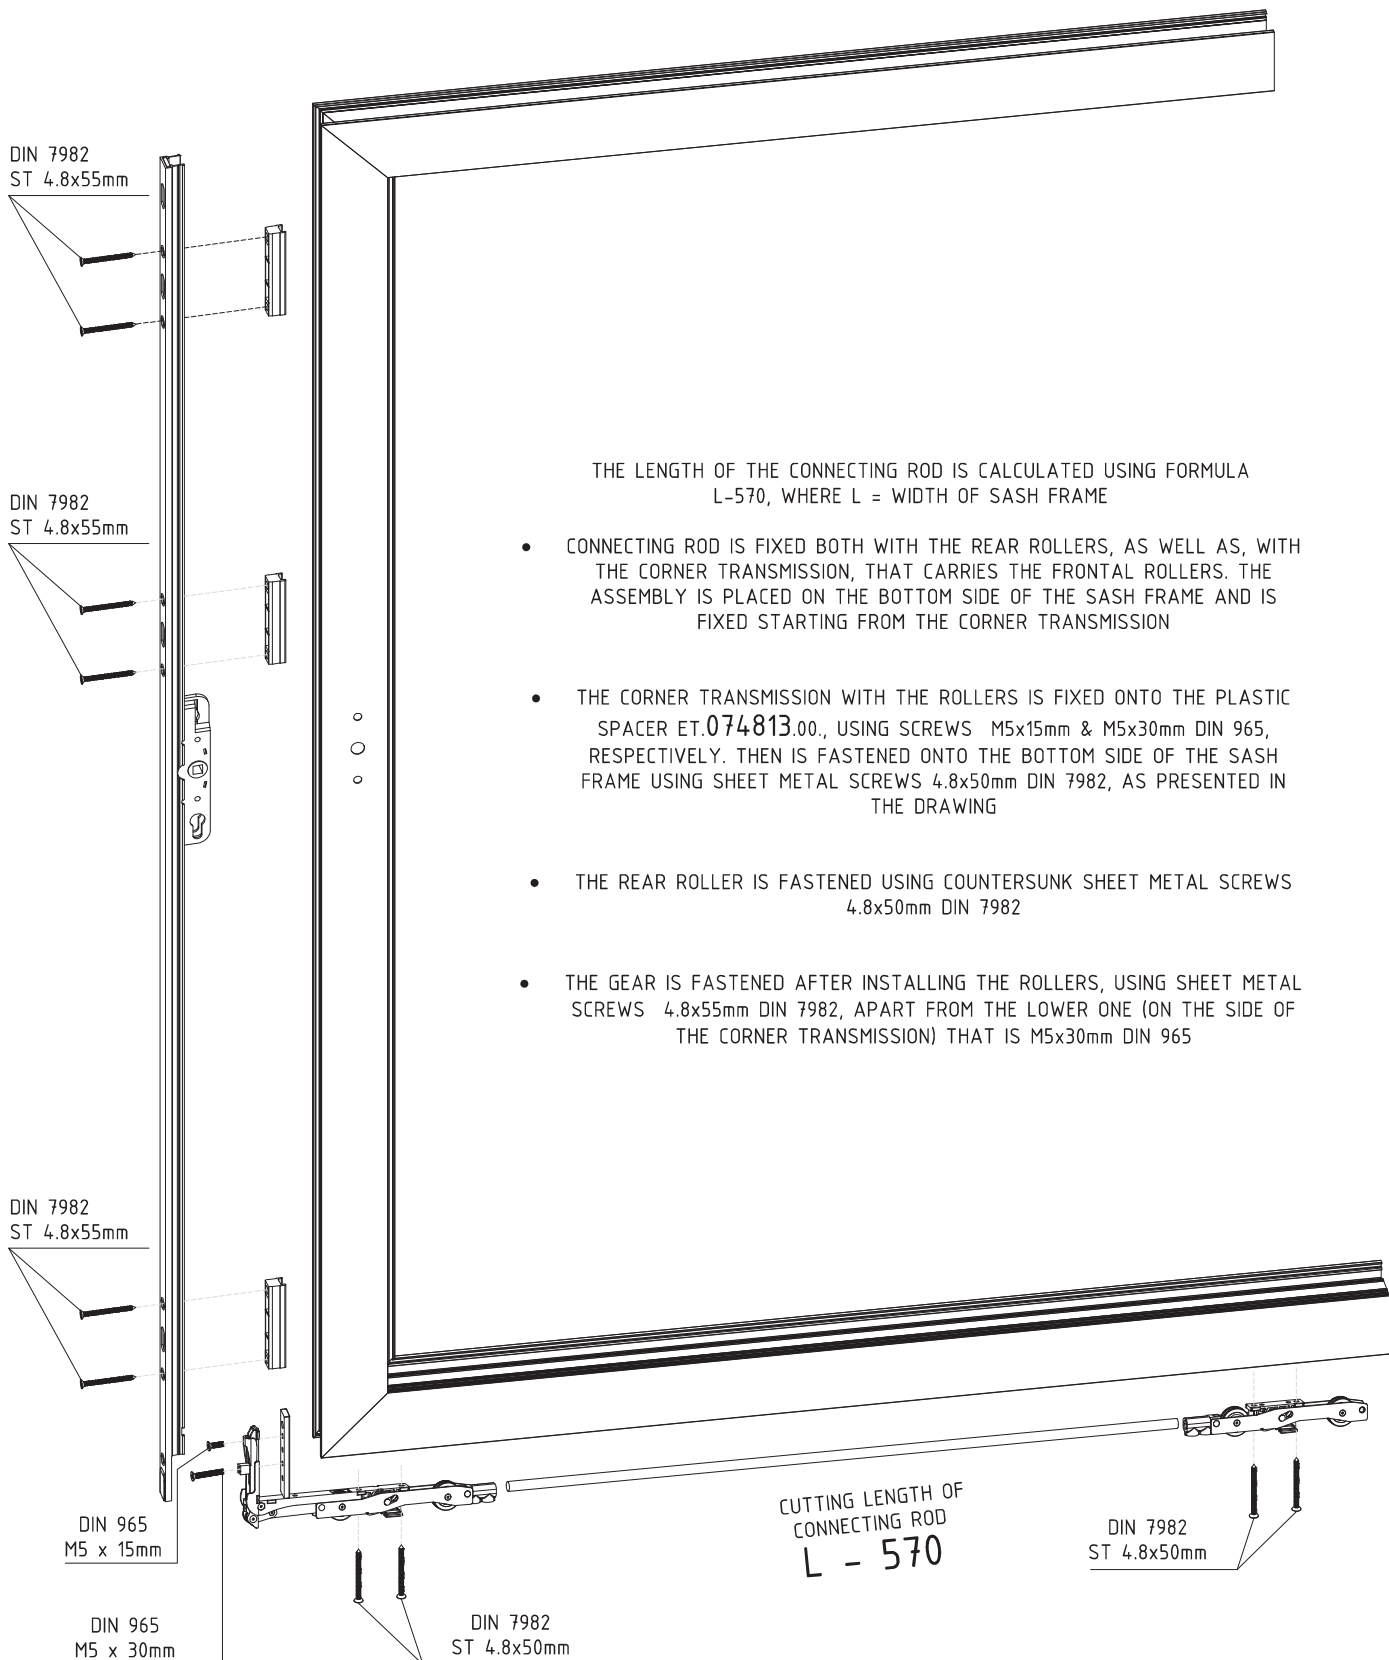 DIN 7982
ST 4.8x55mm
DIN 7982
ST 4.8x55mm
THE LENGTH OF THE CONNECTING ROD IS CALCULATED USING FORMULA
L-570, WHERE L = WIDTH OF SASH FRAME
• CONNECTING ROD IS FIXED BOTH WITH THE REAR ROLLERS, AS WELL AS, WITH
THE CORNER TRANSMISSION, THAT CARRIES THE FRONTAL ROLLERS. THE
ASSEMBLY IS PLACED ON THE BOTTOM SIDE OF THE SASH FRAME AND IS
FIXED STARTING FROM THE CORNER TRANSMISSION
• THE CORNER TRANSMISSION WITH THE ROLLERS IS FIXED ONTO THE PLASTIC
SPACER ET.074813.00., USING SCREWS M5x15mm & M5x30mm DIN 965,
RESPECTIVELY. THEN IS FASTENED ONTO THE BOTTOM SIDE OF THE SASH
FRAME USING SHEET METAL SCREWS 4.8x50mm DIN 7982, AS PRESENTED IN
THE DRAWING
• THE REAR ROLLER IS FASTENED USING COUNTERSUNK SHEET METAL SCREWS
4.8x50mm DIN 7982
• THE GEAR IS FASTENED AFTER INSTALLING THE ROLLERS, USING SHEET METAL
SCREWS 4.8x55mm DIN 7982, APART FROM THE LOWER ONE (ON THE SIDE OF
THE CORNER TRANSMISSION) THAT IS M5x30mm DIN 965
DIN 7982
ST 4.8x55mm
CUTTING LENGTH OF
CONNECTING ROD
L - 570
DIN 965
M5 x 15mm
DIN 7982
ST 4.8x50mm
DIN 965
M5 x 30mm
DIN 7982
ST 4.8x50mm